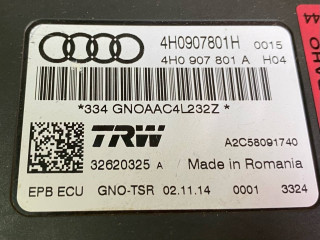 4H0907801H 0015
4H0 907 801 A H04
*334 GNOAAC4L232Z*
TRW A2C58091740
32620325 A Made in Romania
EPB ECU GNO-TSR 02.11.14 0001 3324
44